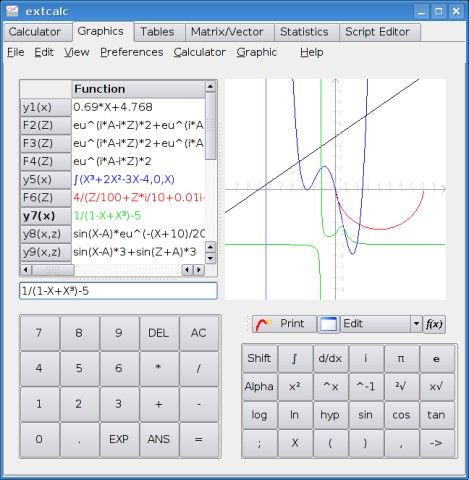 extcalc
Calculator Graphics Tables Matrix/Vector Statistics Script Editor
File Edit View Preferences Calculator Graphic Help
Function
y1(x) 0.69*X+4.768
F2(Z) eu^(i*A-i*Z)*2+eu^(i*A
F3(Z) eu^(i*A-i*Z)*2+eu^(i*A
F4(Z) eu^(i*A-i*Z)*2
y5(x) ∫(X³+2X²-3X-4,0,X)
F6(Z) 4/(Z/100+Z*i/10+0.01i-
y7(x) 1/(1-X+X³)-5
y8(x,z) sin(X-A)*eu^(-(X+10)/20
y9(x,z) sin(X-A)*3+sin(Z+A)*3
1/(1-X+X³)-5
Print Edit f(x)
7 8 9 DEL AC
4 5 6 * /
1 2 3 + -
0 . EXP ANS =
Shift ∫ d/dx i π e
Alpha x² ^x ^-1 ²√ x√
log ln hyp sin cos tan
; X ( ) , ->